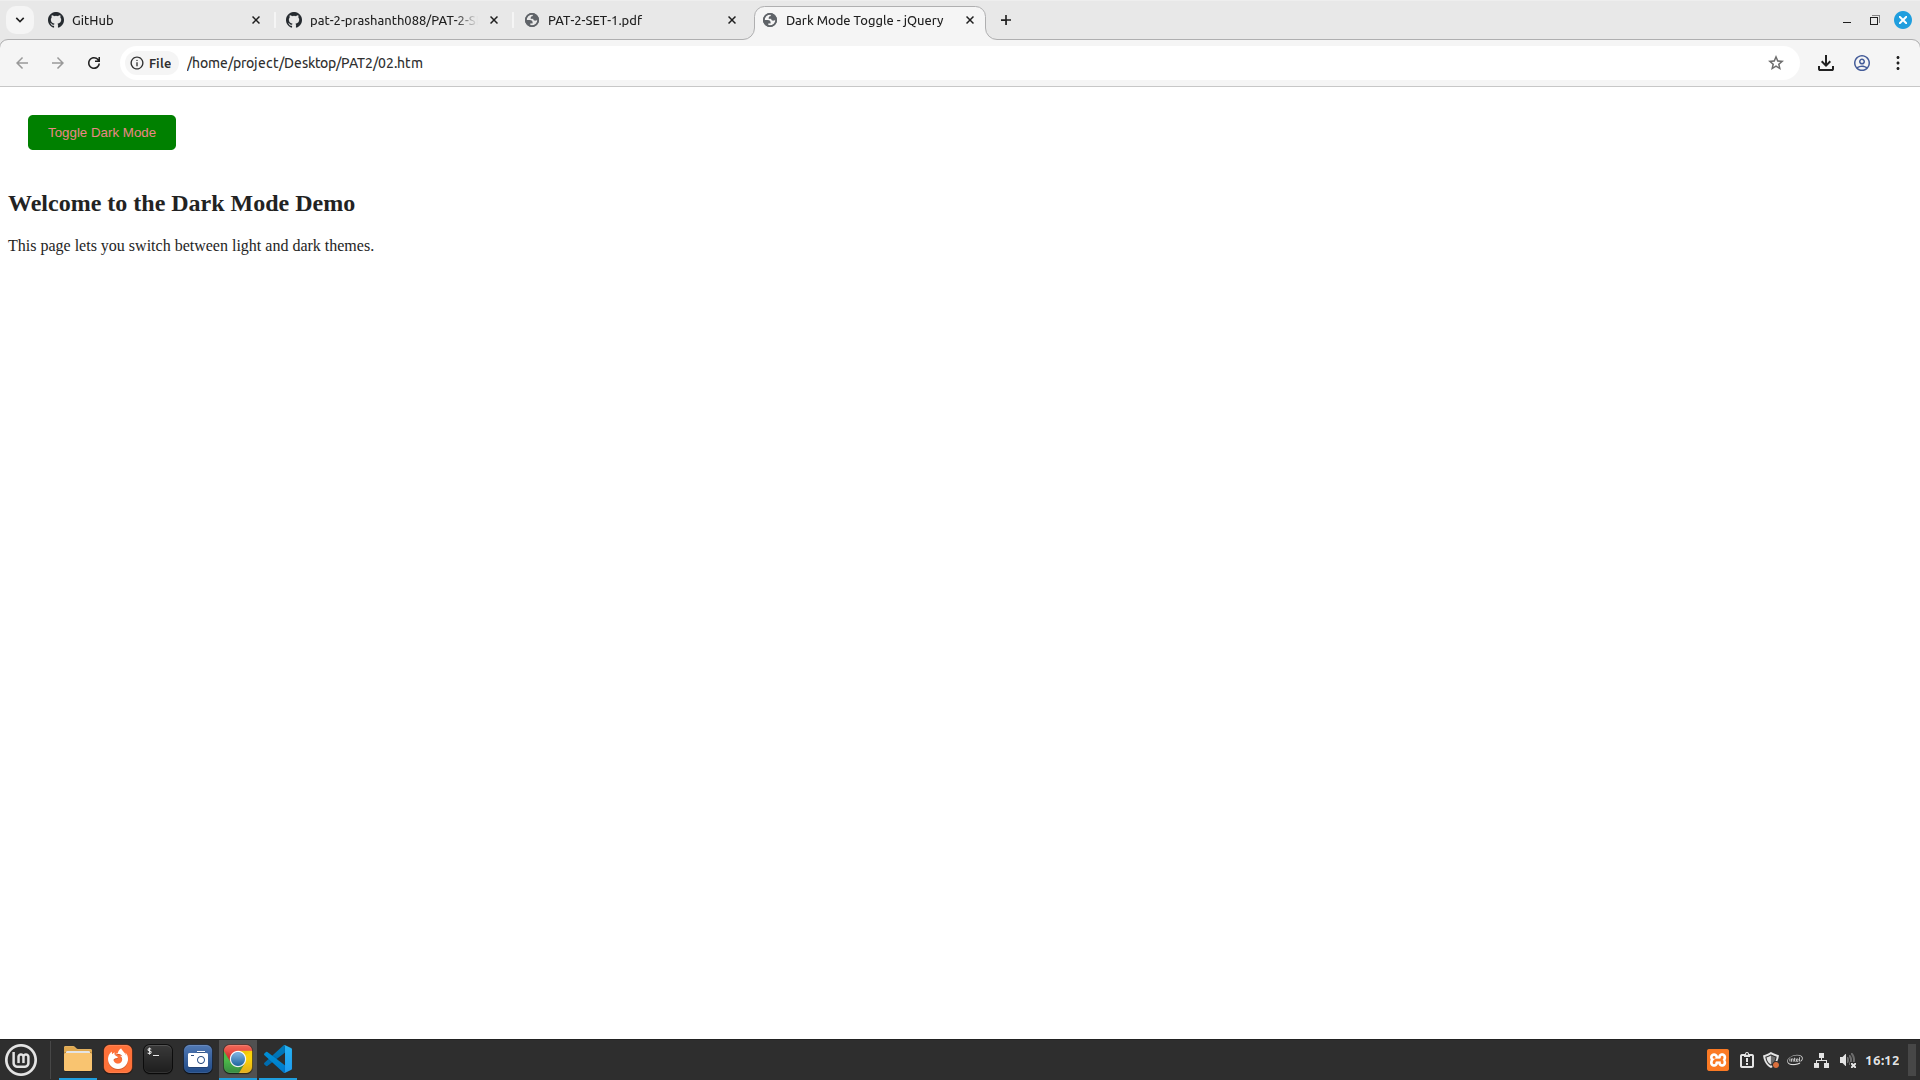 GitHub
pat-2-prashanth088/PAT-2-S
PAT-2-SET-1.pdf
Dark Mode Toggle - jQuery
File
/home/project/Desktop/PAT2/02.htm
Toggle Dark Mode
Welcome to the Dark Mode Demo
This page lets you switch between light and dark themes.
16:12